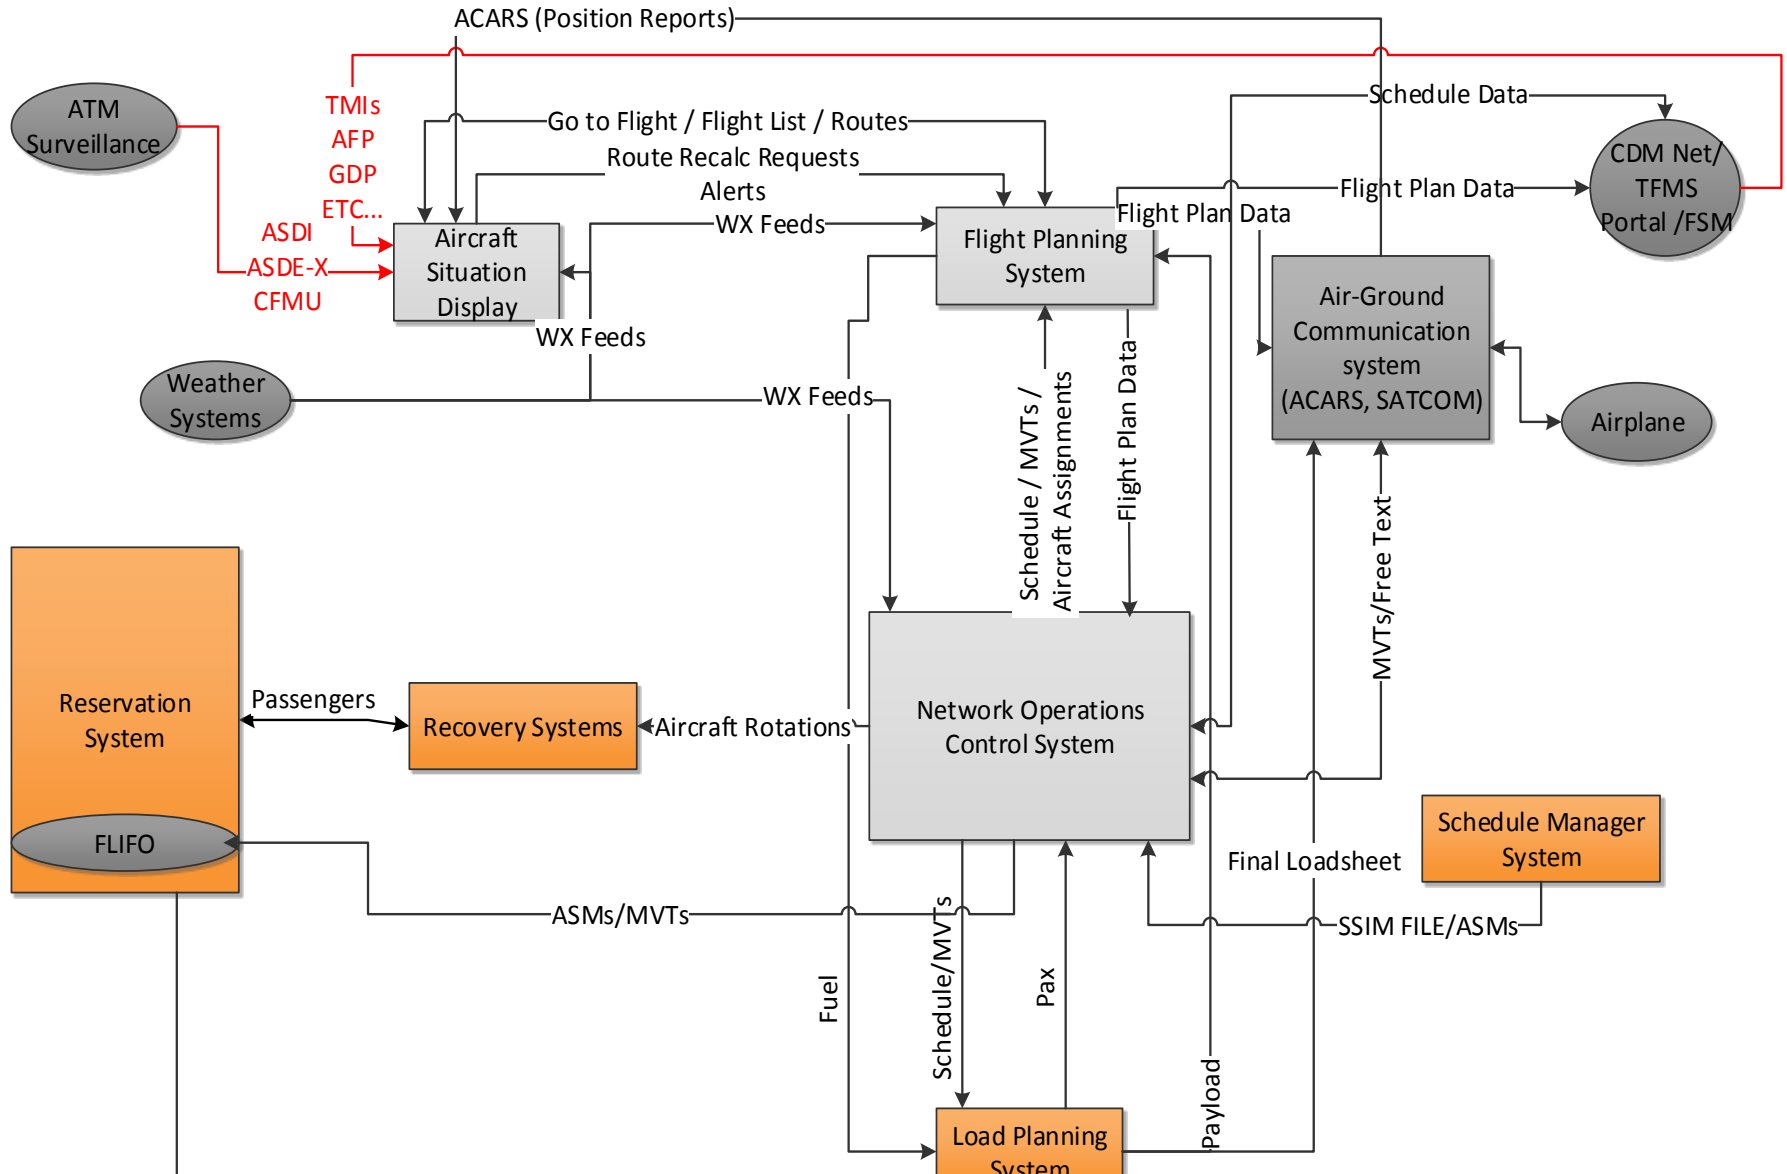 ACARS (Position Reports)
ATM
Surveillance
TMIs
AFP
GDP
ETC...
Go to Flight / Flight List / Routes
Route Recalc Requests
Alerts
WX Feeds
Schedule Data
CDM Net/
TFMS
Portal /FSM
Flight Plan Data
Flight Plan Data
ASDI
ASDE-X
CFMU
Aircraft
Situation
Display
Flight Planning
System
Air-Ground
Communication
system
(ACARS, SATCOM)
WX Feeds
Weather
Systems
WX Feeds
Airplane
Schedule / MVTs /
Aircraft Assignments
Flight Plan Data
MVTs/Free Text
Reservation
System
Passengers
Recovery Systems
Aircraft Rotations
Network Operations
Control System
FLIFO
Schedule Manager
System
Final Loadsheet
ASMs/MVTs
SSIM FILE/ASMs
Fuel
Schedule/MVTs
Pax
Payload
Load Planning
System